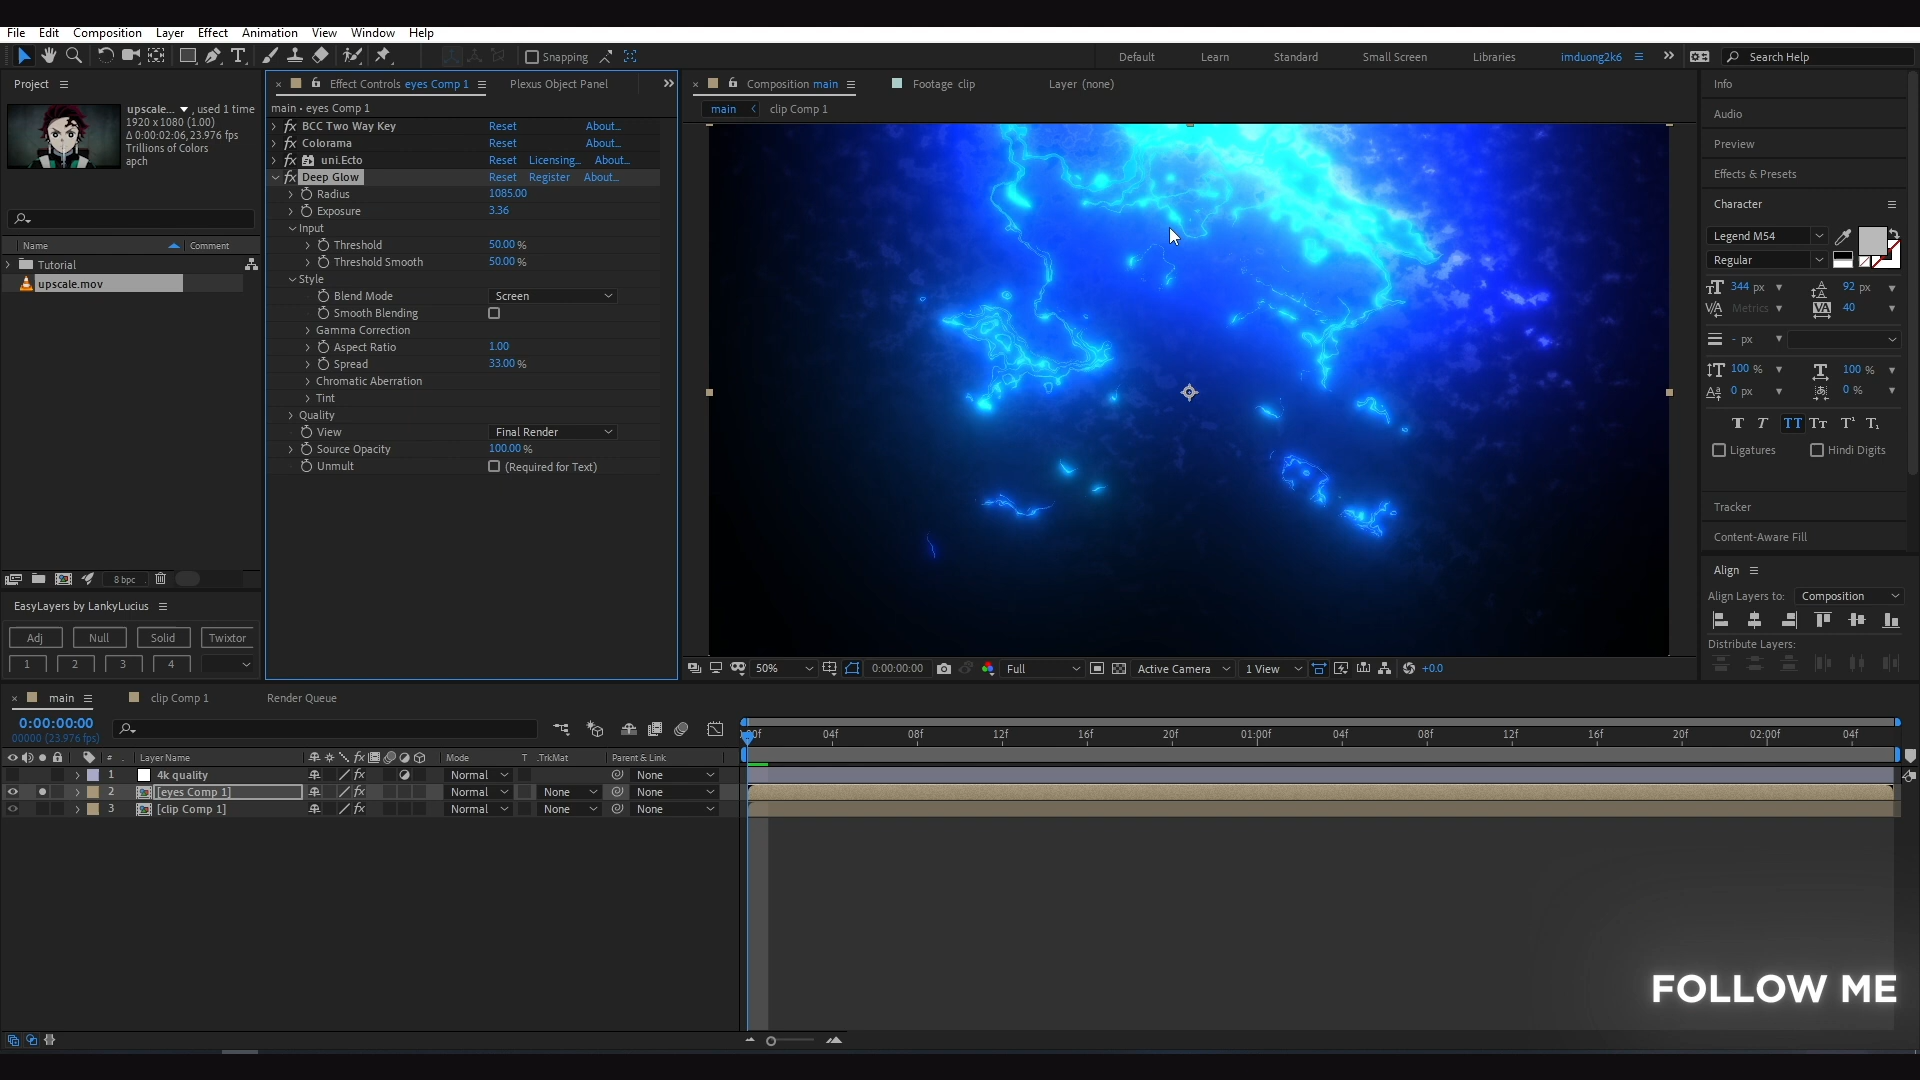 File Edit Composition Layer Effect Animation View Window Help
Snapping
Default Learn Standard Small Screen Libraries imduong2k6 Search Help
Project
upscale... , used 1 time
1920 x 1080 (1.00)
Δ 0:00:02:06, 23.976 fps
Trillions of Colors
apch
Name Comment
Tutorial
upscale.mov
8 bpc
EasyLayers by LankyLucius
Adj Null Solid Twixtor
1 2 3 4
Effect Controls eyes Comp 1 Plexus Object Panel
main • eyes Comp 1
fx BCC Two Way Key Reset About...
fx Colorama Reset About...
fx uni.Ecto Reset Licensing... About...
fx Deep Glow Reset Register About...
Radius 1085.00
Exposure 3.36
Input
Threshold 50.00 %
Threshold Smooth 50.00 %
Style
Blend Mode Screen
Smooth Blending
Gamma Correction
Aspect Ratio 1.00
Spread 33.00 %
Chromatic Aberration
Tint
Quality
View Final Render
Source Opacity 100.00 %
Unmult (Required for Text)
Composition main Footage clip Layer (none)
main clip Comp 1
50% 0:00:00:00 Full Active Camera 1 View +0.0
Info
Audio
Preview
Effects & Presets
Character
Legend M54
Regular
344 px 92 px
Metrics 40
- px
100 % 100 %
0 px 0 %
Ligatures Hindi Digits
Tracker
Content-Aware Fill
Align
Align Layers to: Composition
Distribute Layers:
main clip Comp 1 Render Queue
0:00:00:00
00000 (23.976 fps)
04f 08f 12f 16f 20f 01:00f 04f 08f 12f 16f 20f 02:00f 04f
# Layer Name Mode T .TrkMat Parent & Link
1 4k quality fx Normal None
2 [eyes Comp 1] fx Normal None None
3 [clip Comp 1] fx Normal None None
FOLLOW ME